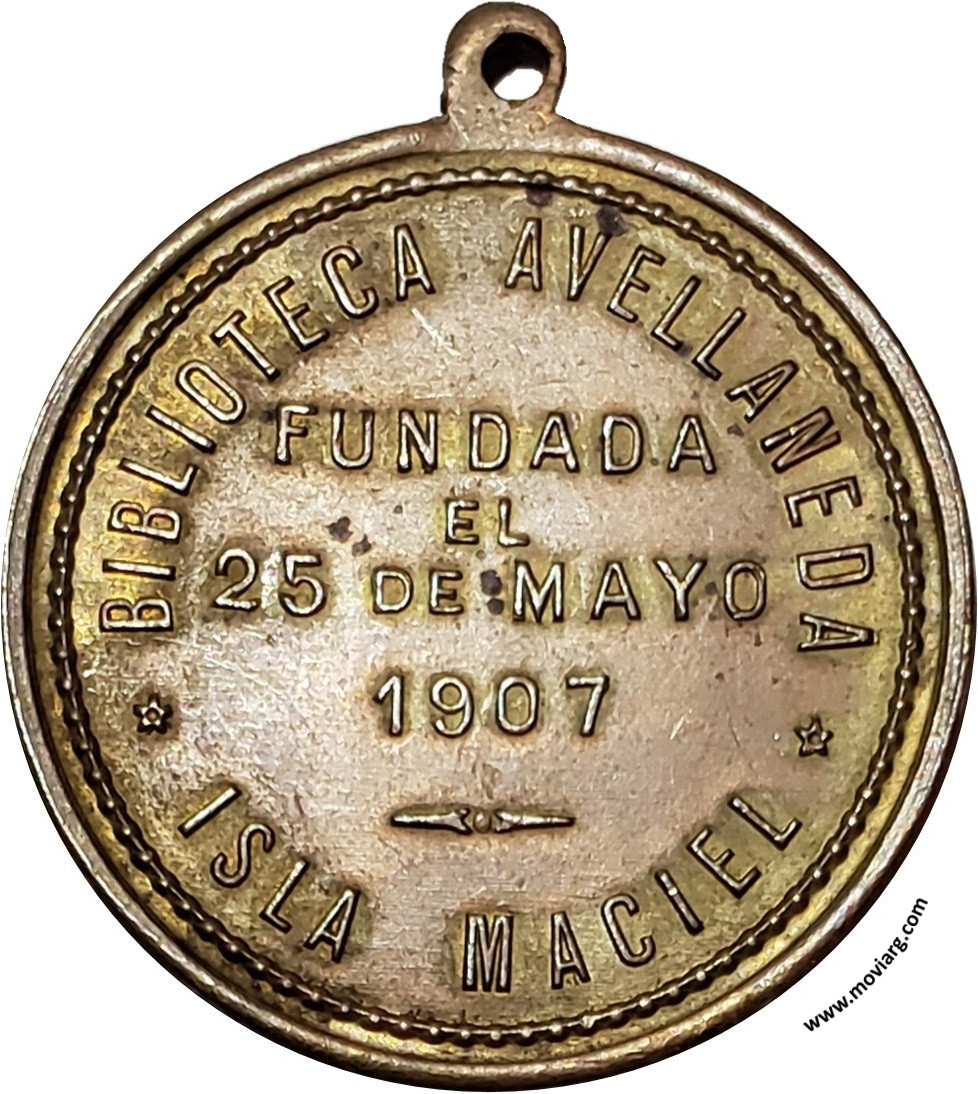 BIBLIOTECA AVELLANEDA
FUNDADA
EL
25 DE MAYO
1907
ISLA MACIEL
www.moviarg.com